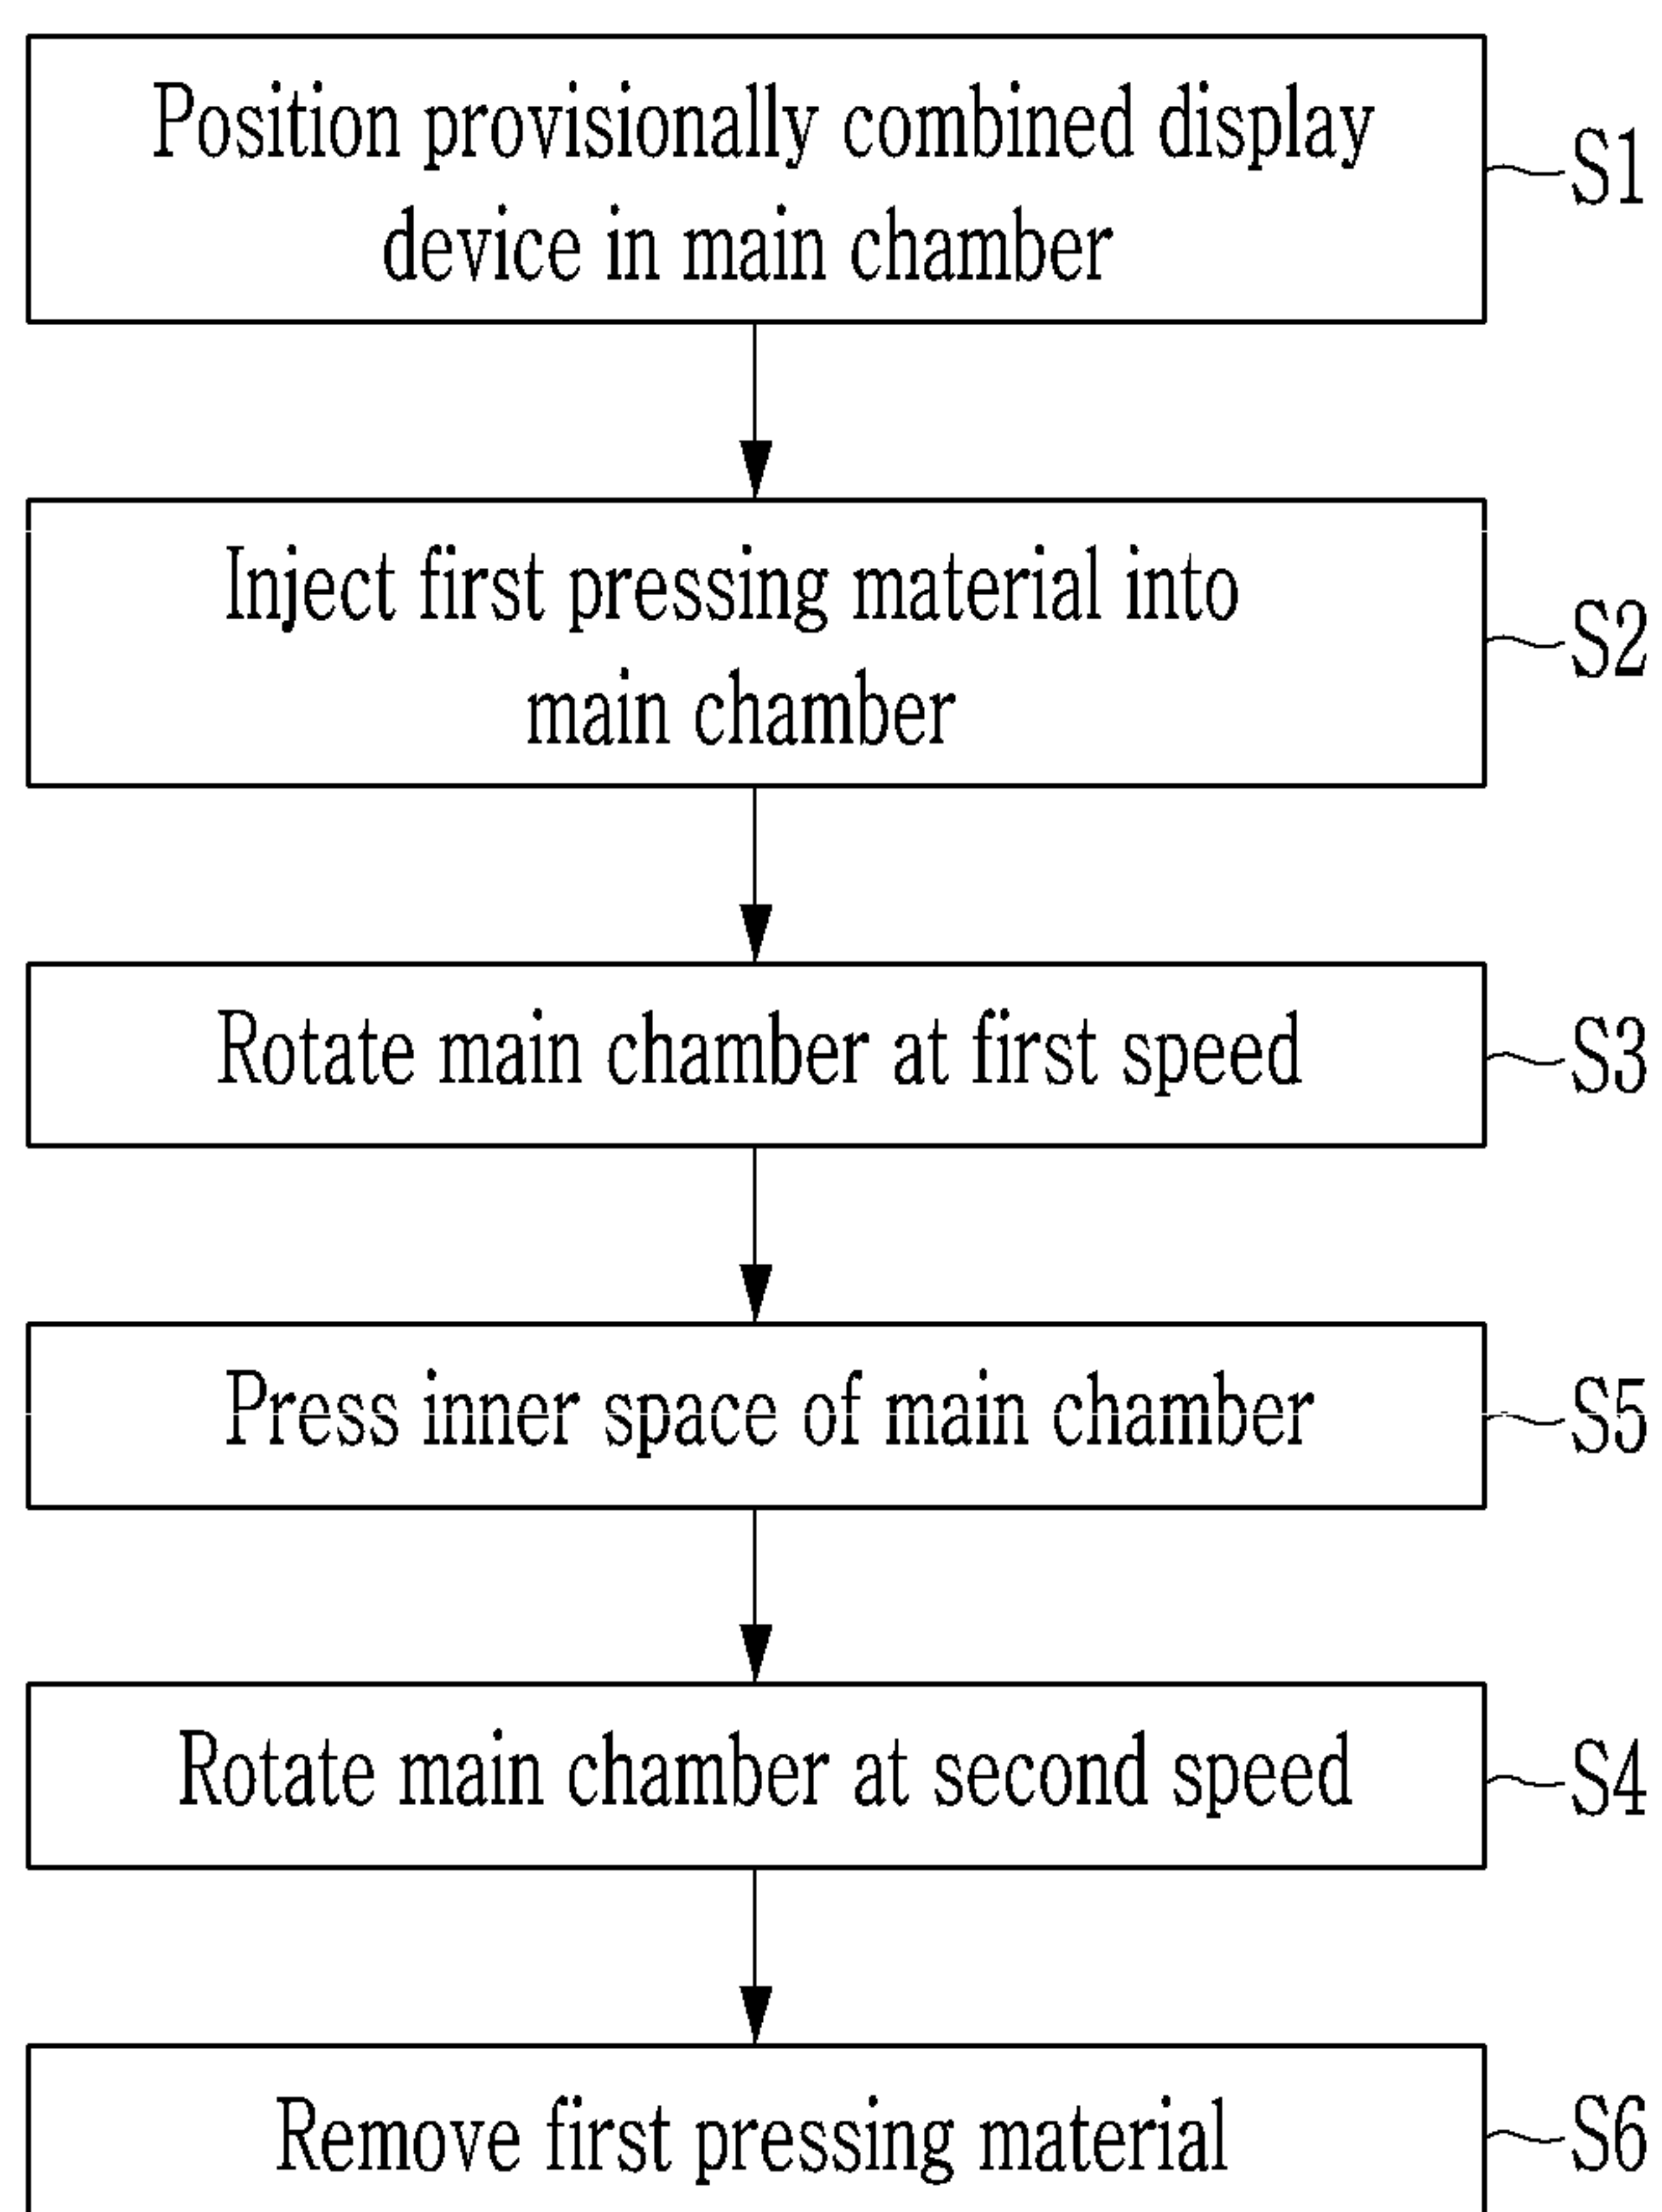 Position provisionally combined display
device in main chamber
S1
Inject first pressing material into
main chamber
S2
Rotate main chamber at first speed
S3
Press inner space of main chamber
S5
Rotate main chamber at second speed
S4
Remove first pressing material
S6